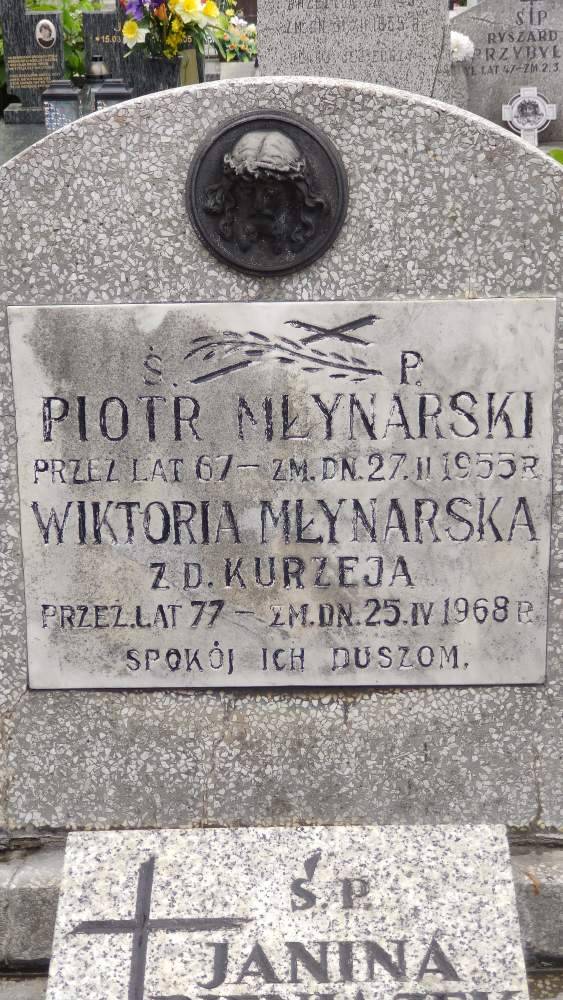 Ś. P.
RYSZARD
Ś. P.
PIOTR MŁYNARSKI
PRZEŻ LAT 67 – ZM. DN. 27. II 1955 R.
WIKTORIA MŁYNARSKA
Z D. KURZEJA
PRZEŻ. LAT 77 – ZM. DN. 25. IV 1968 R.
SPOKÓJ ICH DUSZOM.
Ś. P.
JANINA